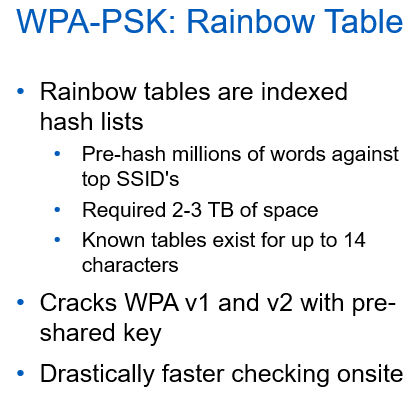 WPA-PSK: Rainbow Table
• Rainbow tables are indexed
hash lists
• Pre-hash millions of words against
top SSID's
• Required 2-3 TB of space
• Known tables exist for up to 14
characters
• Cracks WPA v1 and v2 with pre-
shared key
• Drastically faster checking onsite